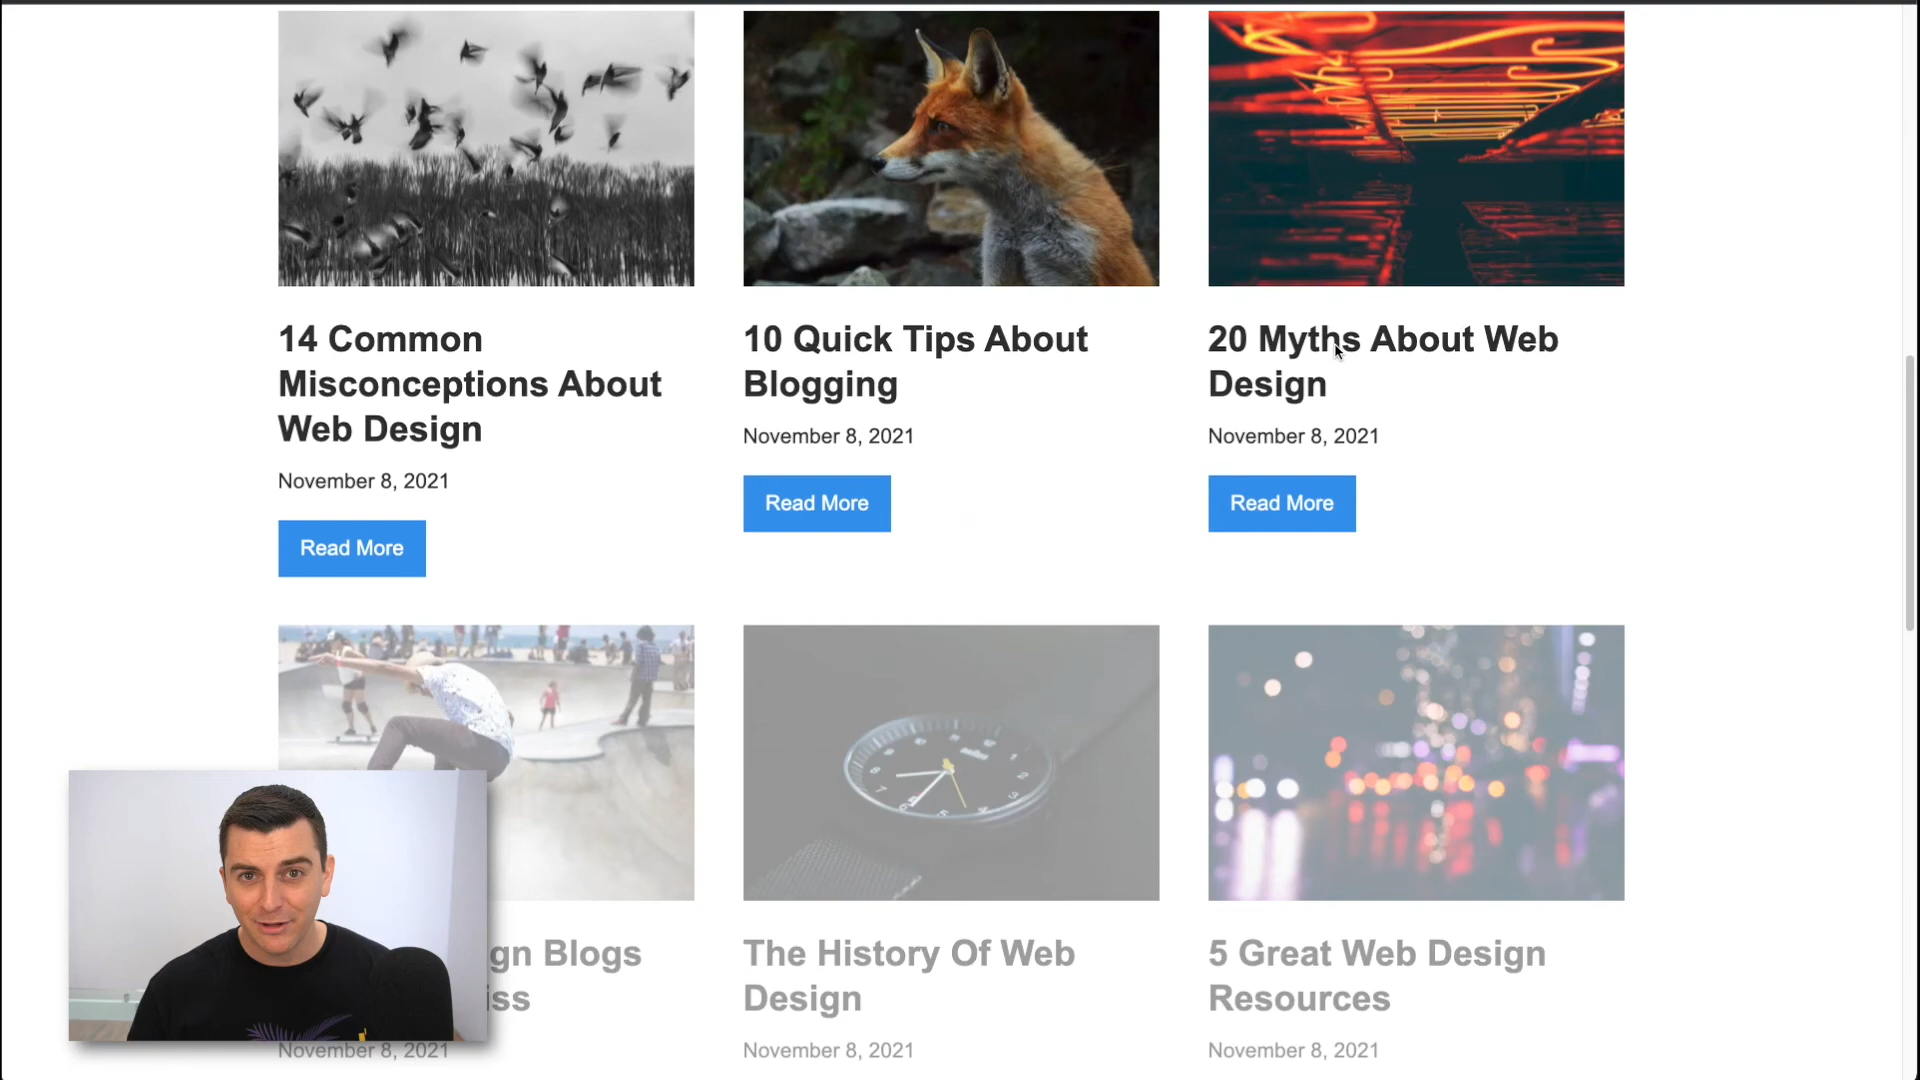 14 Common
Misconceptions About
Web Design
November 8, 2021
Read More
10 Quick Tips About
Blogging
November 8, 2021
Read More
20 Myths About Web
Design
November 8, 2021
Read More
gn Blogs
iss
November 8, 2021
The History Of Web
Design
November 8, 2021
5 Great Web Design
Resources
November 8, 2021